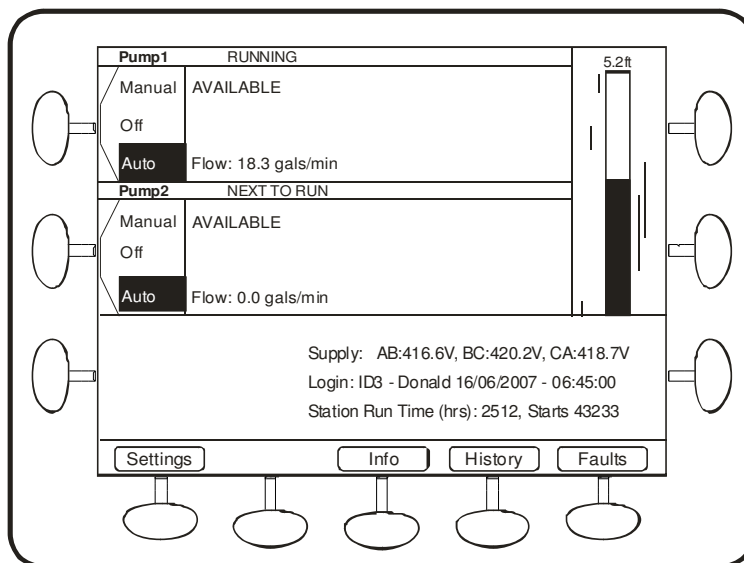 Pump1 RUNNING
5.2ft
Manual AVAILABLE
Off
Auto Flow: 18.3 gals/min
Pump2 NEXT TO RUN
Manual AVAILABLE
Off
Auto Flow: 0.0 gals/min
Supply: AB:416.6V, BC:420.2V, CA:418.7V
Login: ID3 - Donald 16/06/2007 - 06:45:00
Station Run Time (hrs): 2512, Starts 43233
Settings Info History Faults